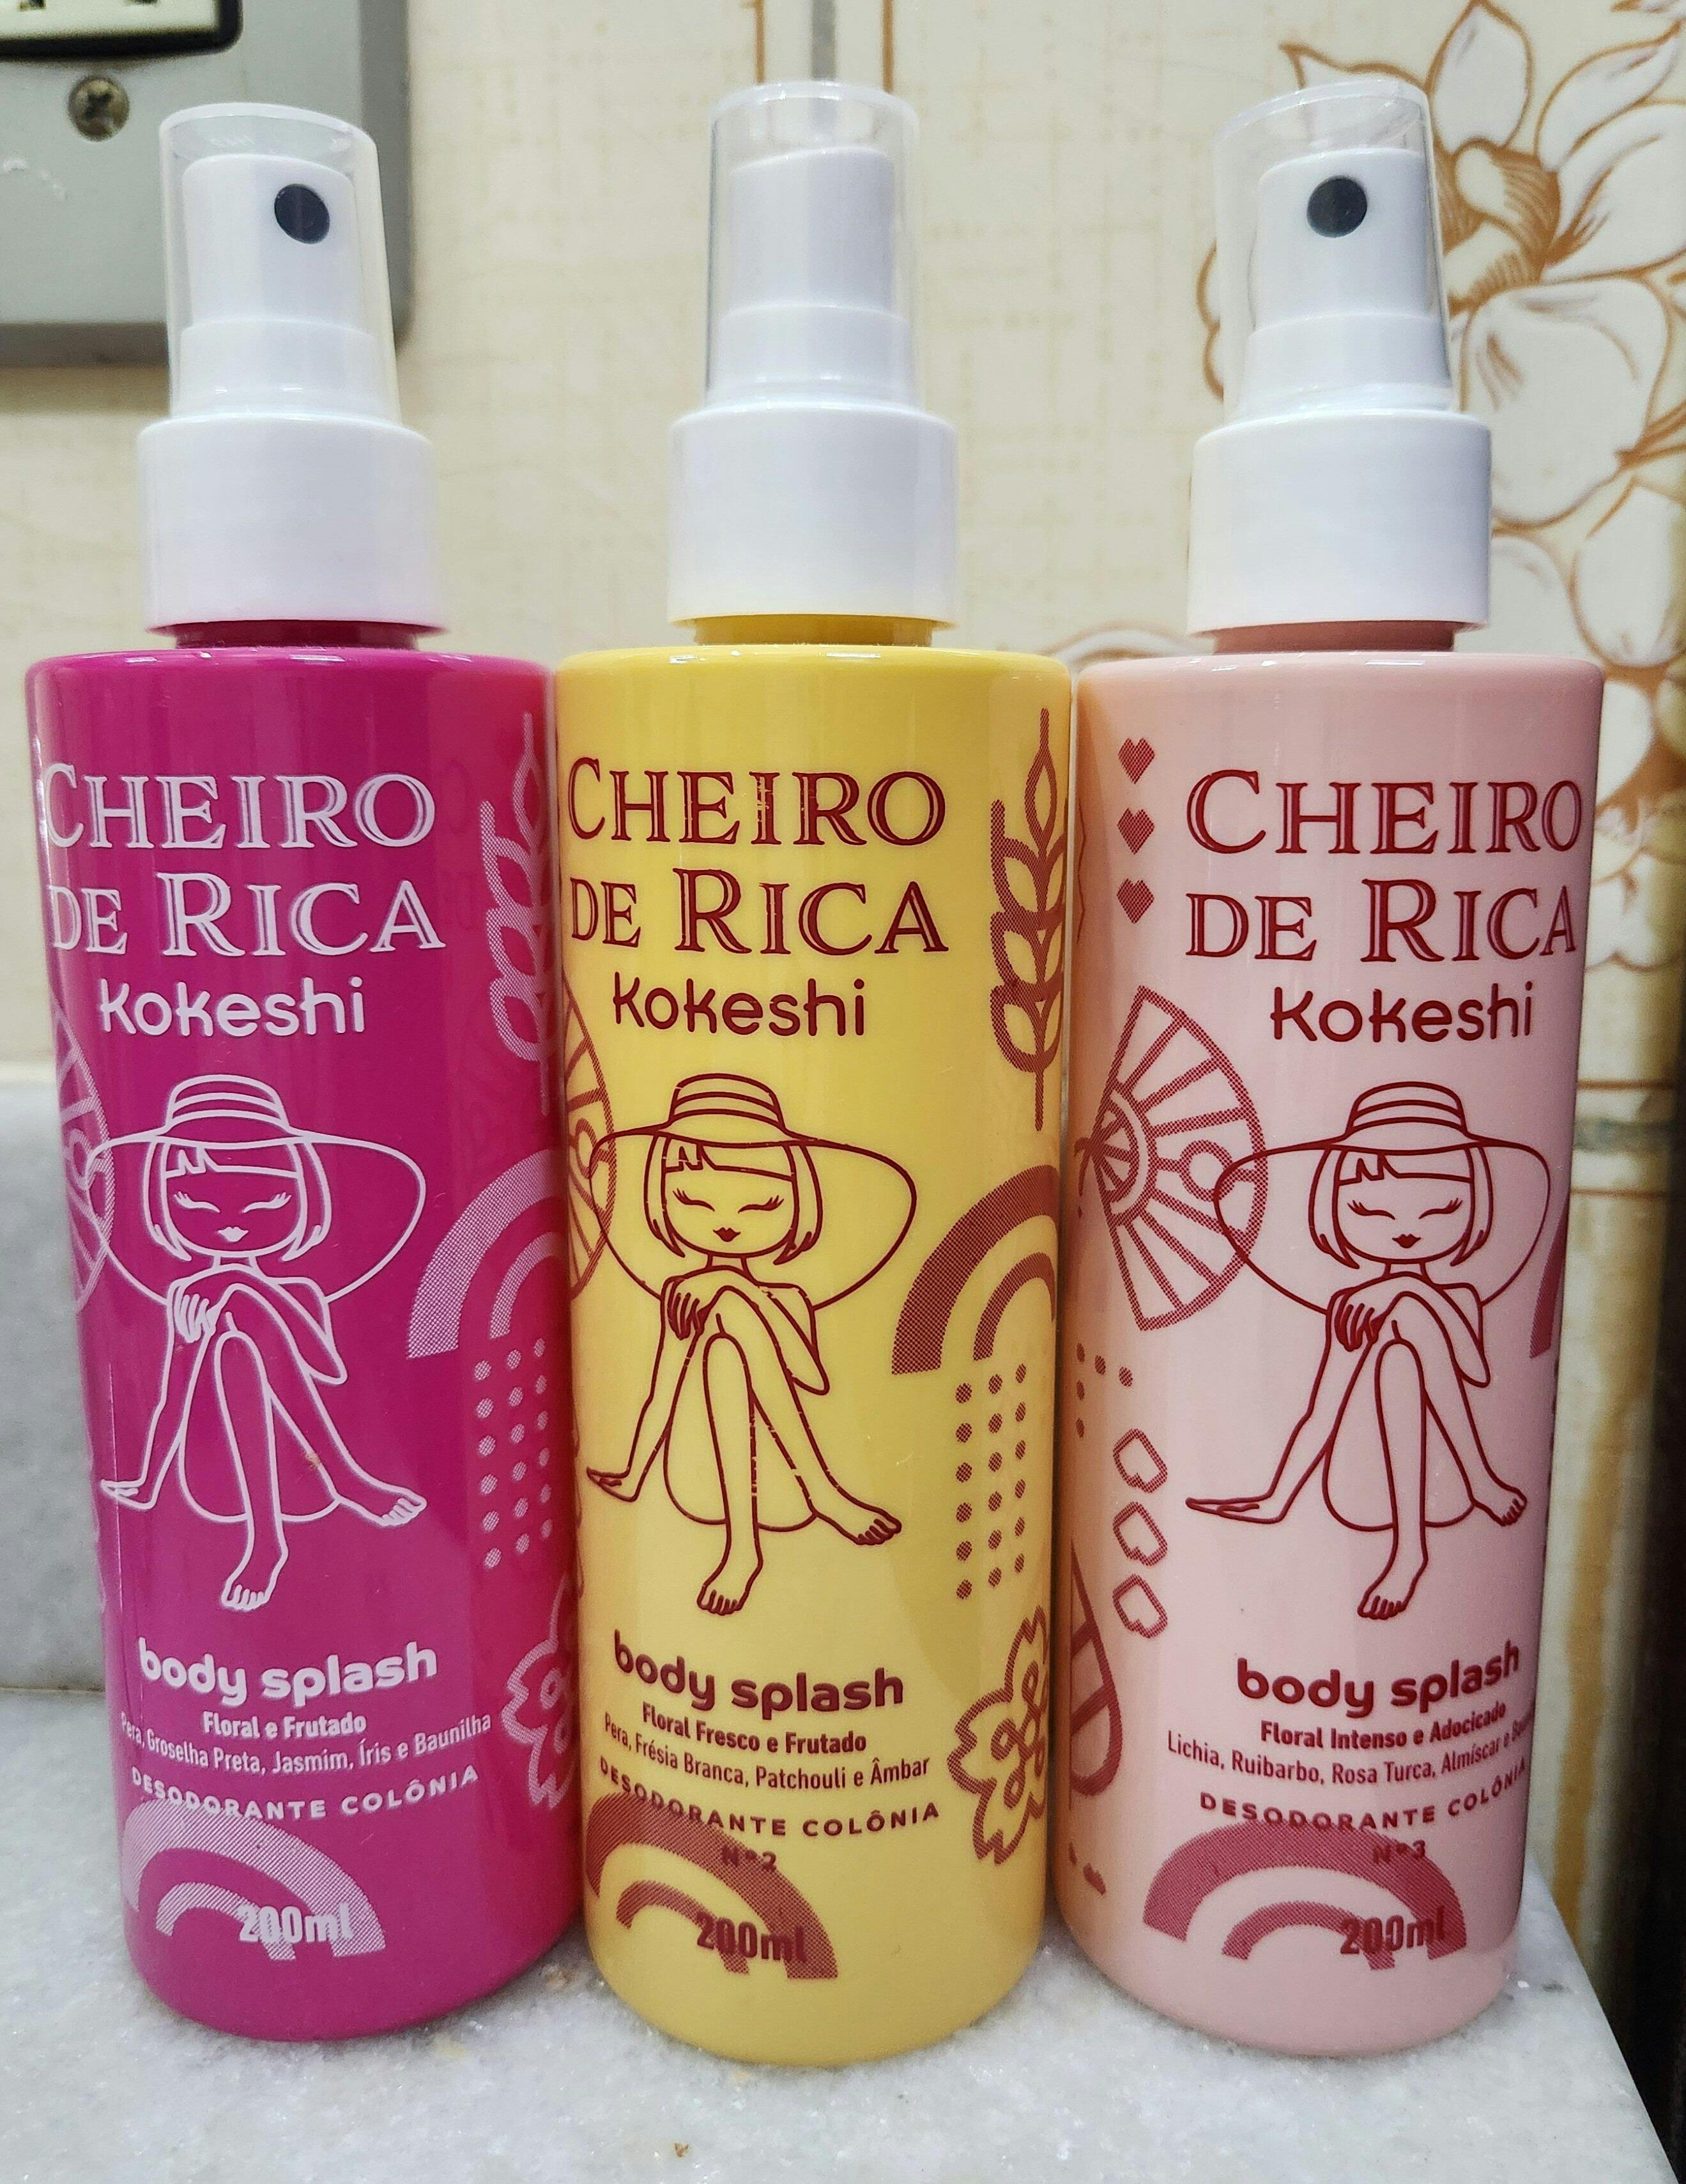 CHEIRO
DE RICA
Kokeshi
body splash
Floral e Frutado
Pera, Groselha Preta, Jasmim, Íris e Baunilha
DESODORANTE COLÔNIA
200ml
CHEIRO
DE RICA
Kokeshi
body splash
Floral Fresco e Frutado
Pera, Frésia Branca, Patchouli e Âmbar
DESODORANTE COLÔNIA
Nº2
200ml
CHEIRO
DE RICA
Kokeshi
body splash
Floral Intenso e Adocicado
Lichia, Ruibarbo, Rosa Turca, Almíscar e
DESODORANTE COLÔNIA
Nº3
200ml